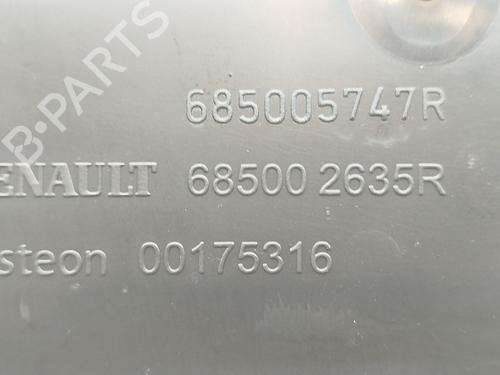 B-PARTS
685005747R
ENAULT 68500 2635R
steon 00175316